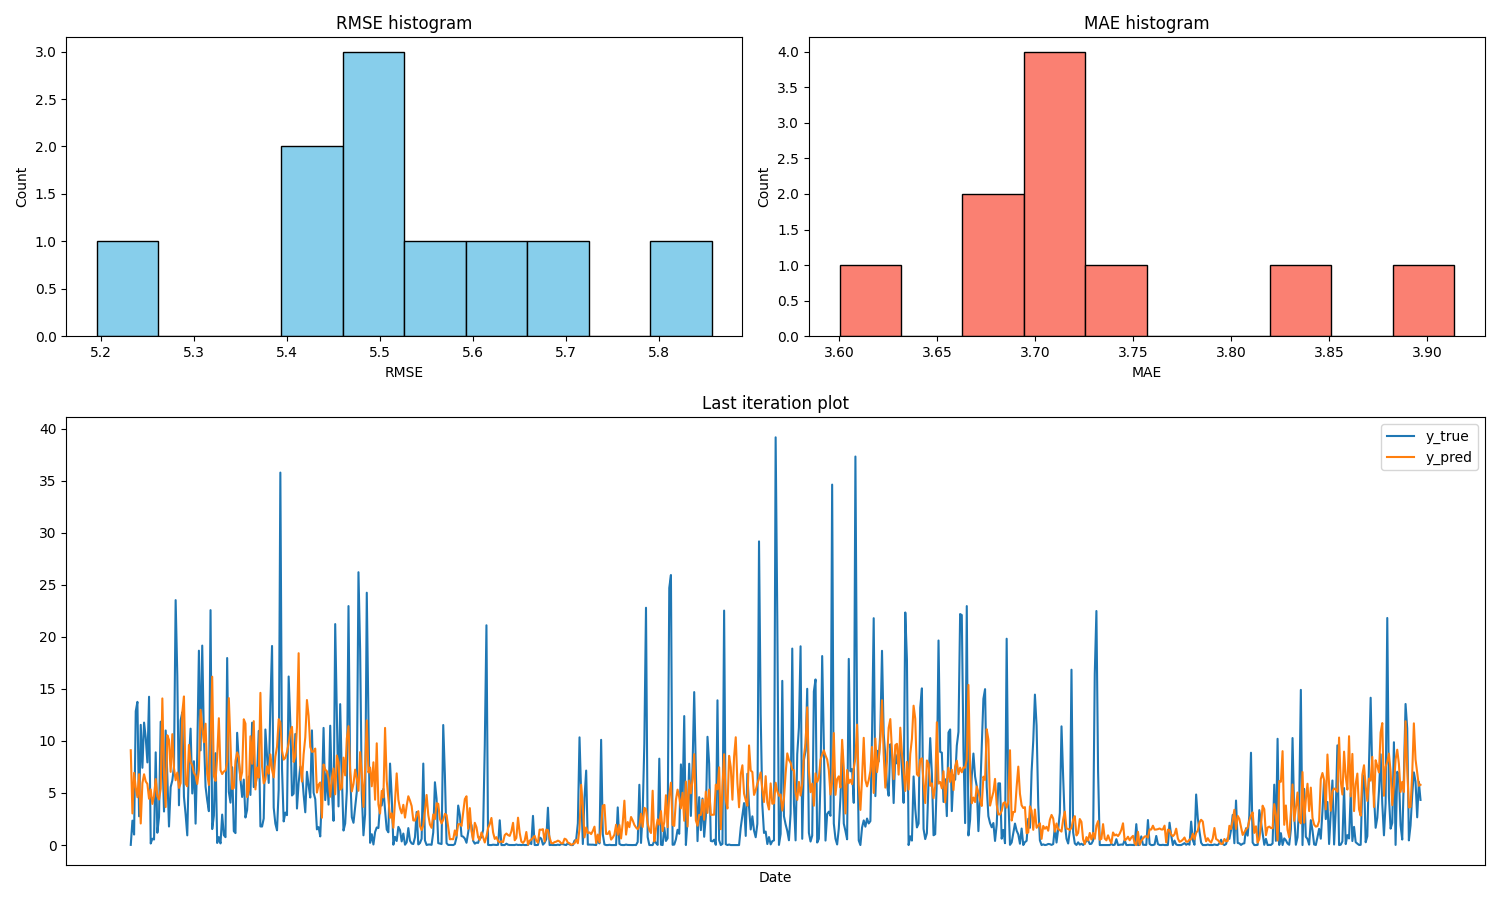 RMSE histogram
3.0
2.5
2.0
1.5
1.0
0.5
0.0
Count
5.2 5.3 5.4 5.5 5.6 5.7 5.8
RMSE
MAE histogram
4.0
3.5
3.0
2.5
2.0
1.5
1.0
0.5
0.0
Count
3.60 3.65 3.70 3.75 3.80 3.85 3.90
MAE
Last iteration plot
40
35
30
25
20
15
10
5
0
y_true
y_pred
Date